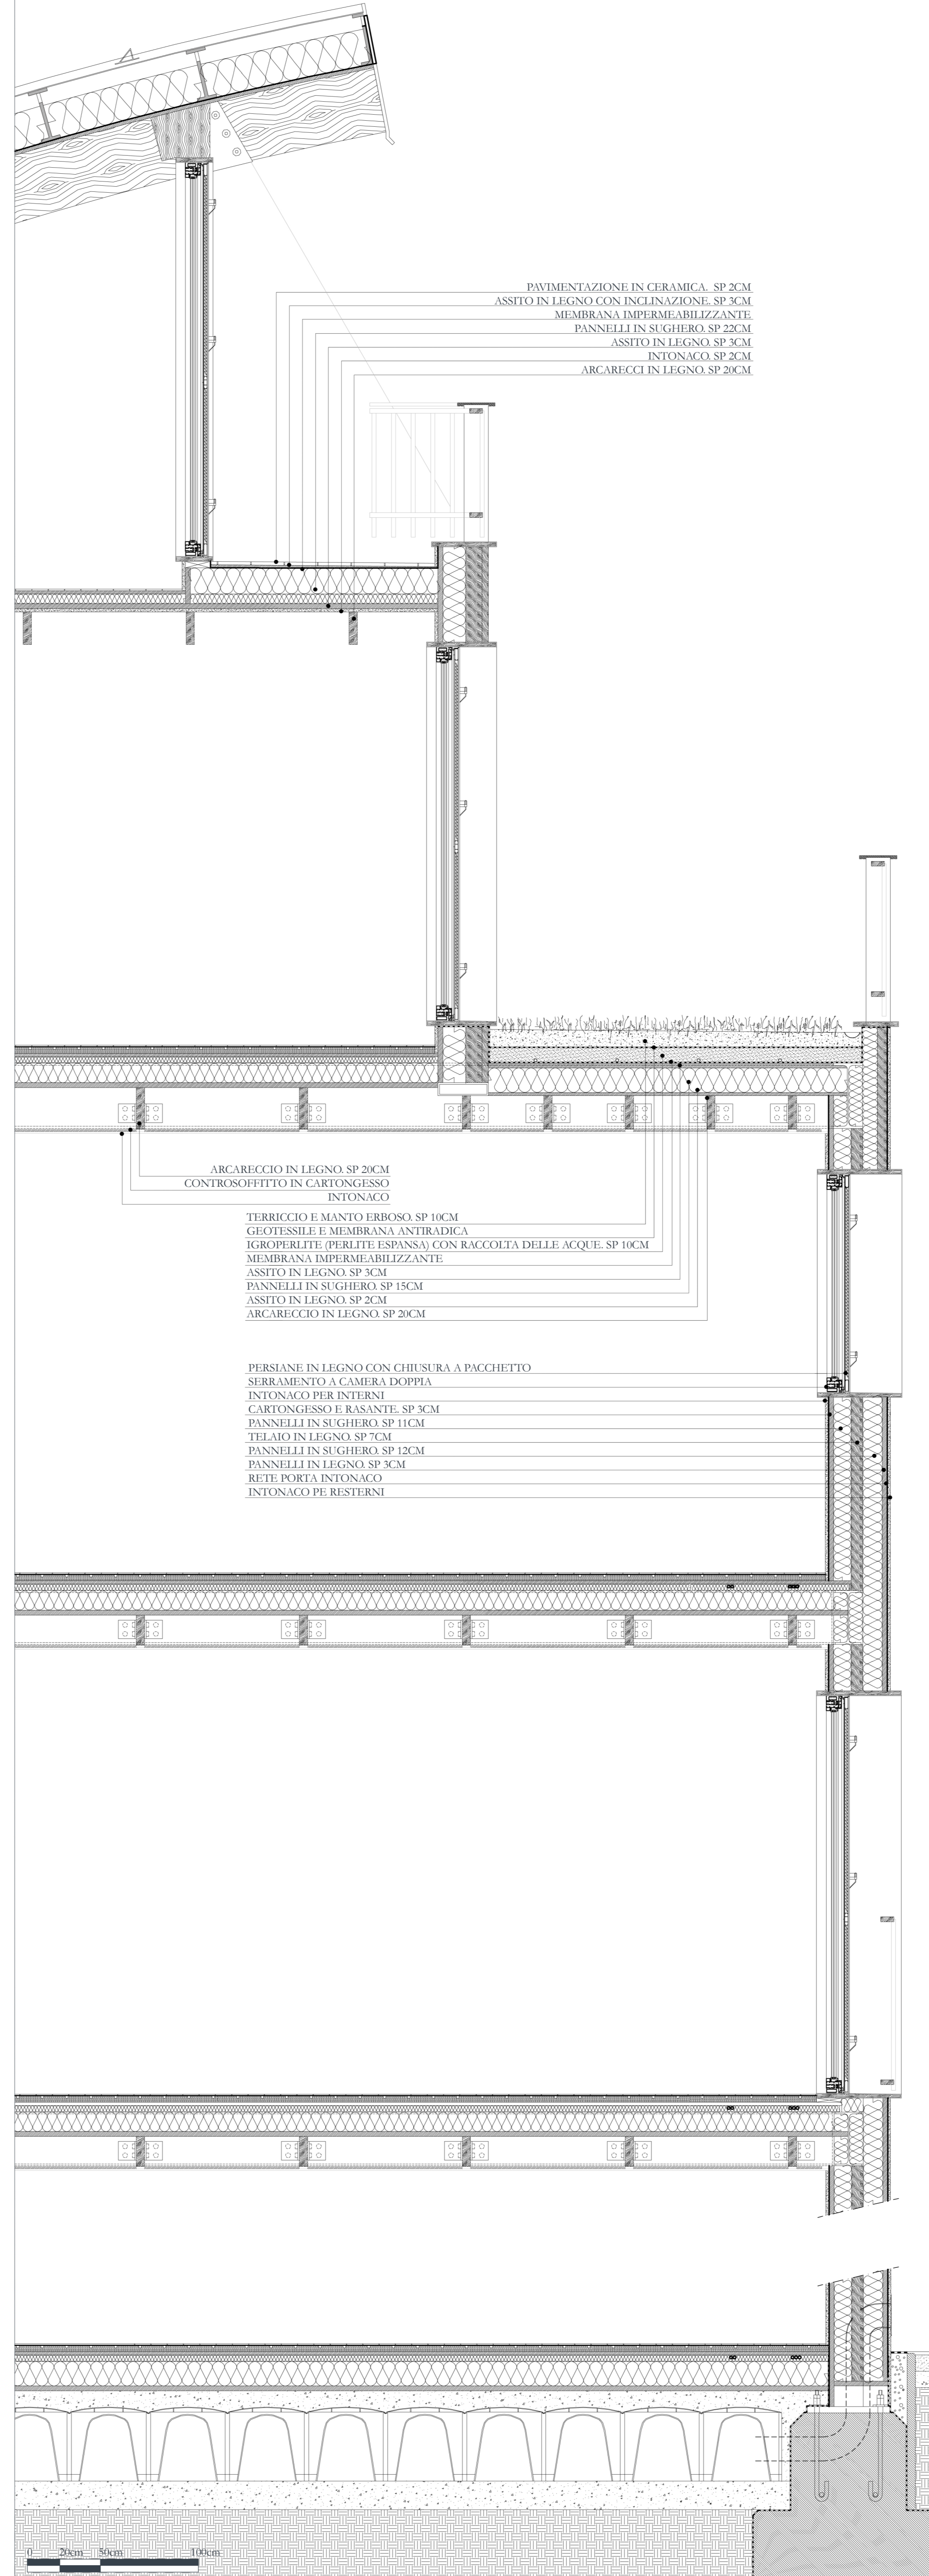 PAVIMENTAZIONE IN CERAMICA. SP 2CM
ASSITO IN LEGNO CON INCLINAZIONE. SP 3CM
MEMBRANA IMPERMEABILIZZANTE
PANNELLI IN SUGHERO. SP 22CM
ASSITO IN LEGNO. SP 3CM
INTONACO. SP 2CM
ARCARECCI IN LEGNO. SP 20CM
ARCARECCIO IN LEGNO. SP 20CM
CONTROSOFFITTO IN CARTONGESSO
INTONACO
TERRICCIO E MANTO ERBOSO. SP 10CM
GEOTESSILE E MEMBRANA ANTIRADICA
IGROPERLITE (PERLITE ESPANSA) CON RACCOLTA DELLE ACQUE. SP 10CM
MEMBRANA IMPERMEABILIZZANTE
ASSITO IN LEGNO. SP 3CM
PANNELLI IN SUGHERO. SP 15CM
ASSITO IN LEGNO. SP 2CM
ARCARECCIO IN LEGNO. SP 20CM
PERSIANE IN LEGNO CON CHIUSURA A PACCHETTO
SERRAMENTO A CAMERA DOPPIA
INTONACO PER INTERNI
CARTONGESSO E RASANTE. SP 3CM
PANNELLI IN SUGHERO. SP 11CM
TELAIO IN LEGNO. SP 7CM
PANNELLI IN SUGHERO. SP 12CM
PANNELLI IN LEGNO. SP 3CM
RETE PORTA INTONACO
INTONACO PE RESTERNI
0 20cm 50cm 100cm